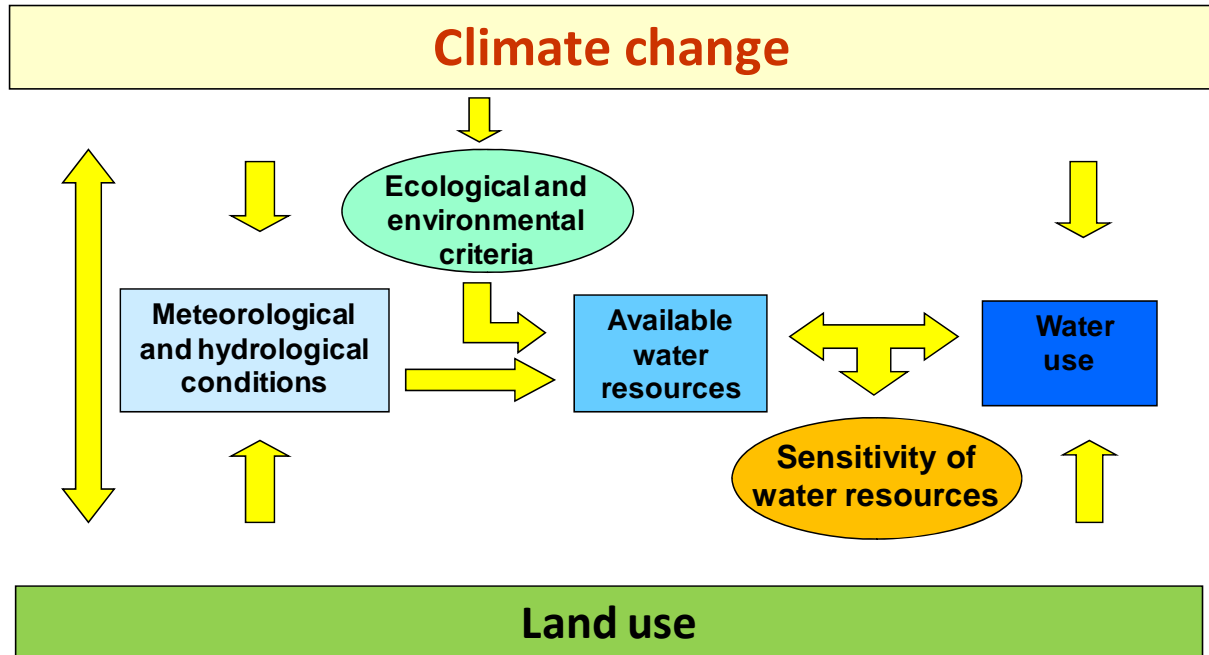 Climate change
Ecological and
environmental
criteria
Meteorological
and hydrological
conditions
Available
water
resources
Water
use
Sensitivity of
water resources
Land use